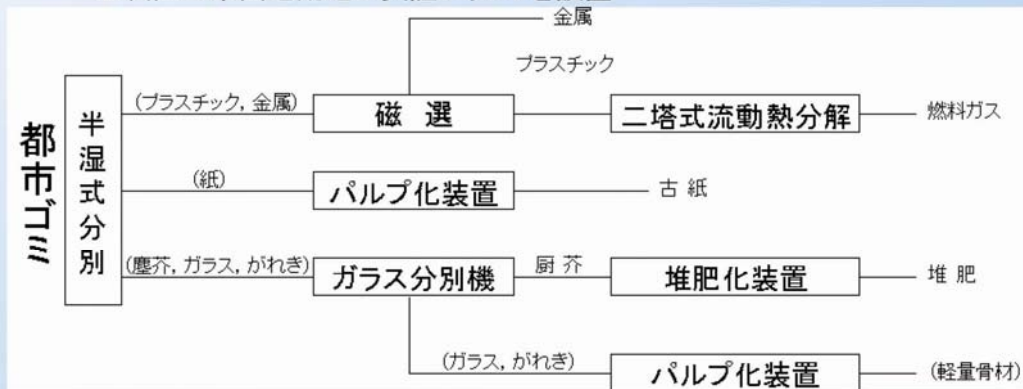 金属
プラスチック
都市ゴミ
半湿式分別
(プラスチック, 金属)
磁 選
二塔式流動熱分解
燃料ガス
(紙)
パルプ化装置
古 紙
(塵芥, ガラス, がれき)
ガラス分別機
厨 芥
堆肥化装置
堆 肥
(ガラス, がれき)
パルプ化装置
(軽量骨材)